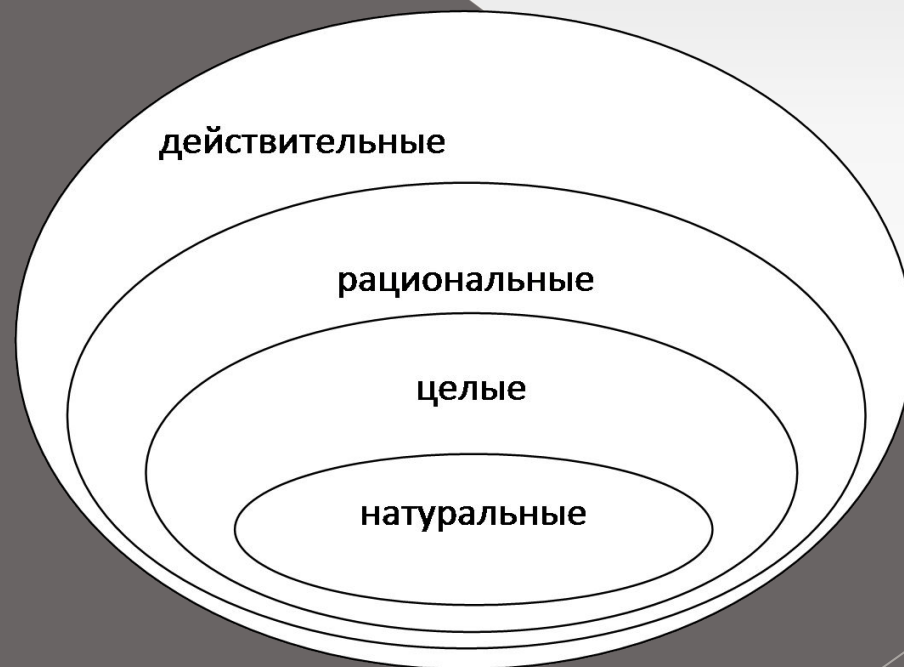 действительные
рациональные
целые
натуральные